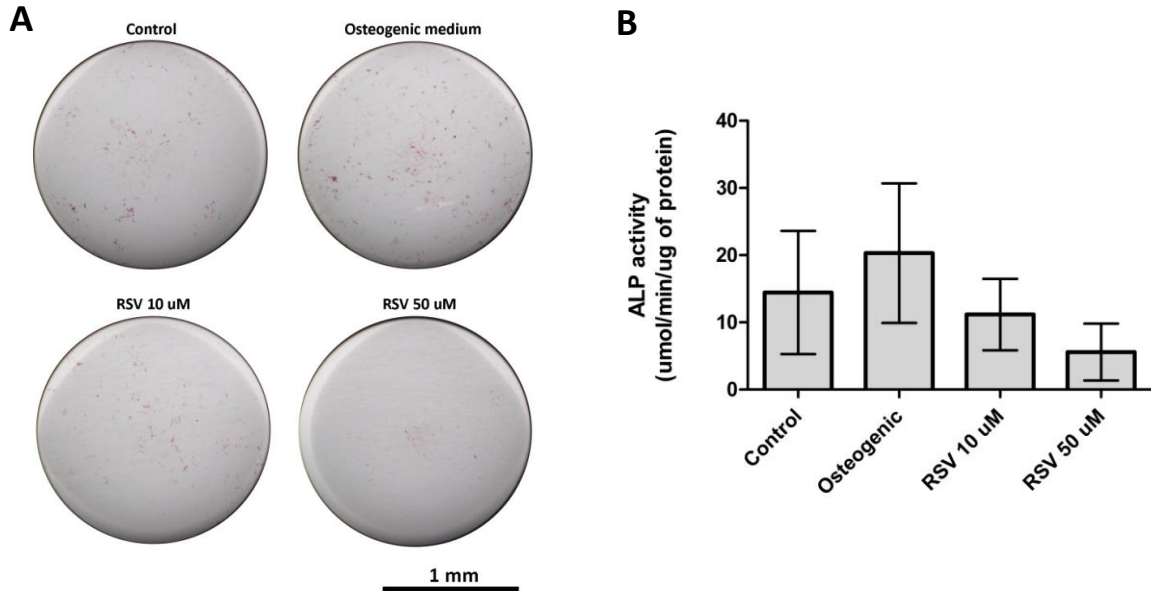 A
Control
Osteogenic medium
RSV 10 uM
RSV 50 uM
1 mm
B
ALP activity
(umol/min/ug of protein)
40
30
20
10
0
Control
Osteogenic
RSV 10 uM
RSV 50 uM